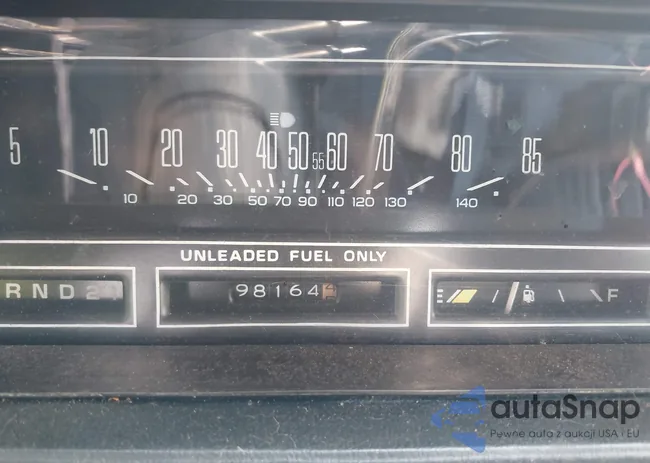 5 10 20 30 40 50 55 60 70 80 85
10 20 30 50 70 90 110 120 130 140
UNLEADED FUEL ONLY
R N D 2 1
98164
E F
autaSnap
Pewne auta z aukcji USA i EU